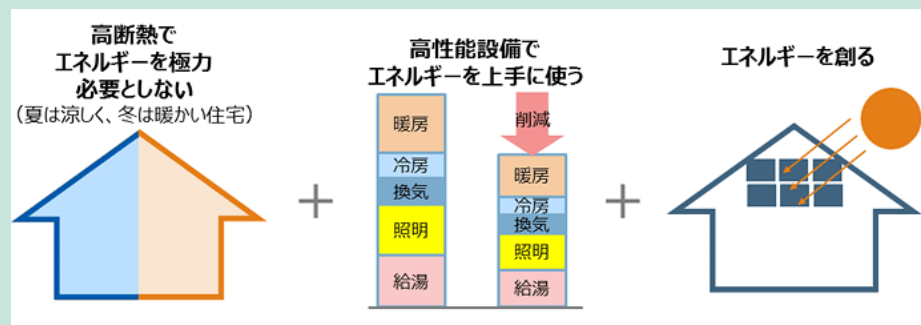 高断熱で
エネルギーを極力
必要としない
（夏は涼しく、冬は暖かい住宅）
高性能設備で
エネルギーを上手に使う
暖房
冷房
換気
照明
給湯
削減
暖房
冷房
換気
照明
給湯
エネルギーを創る